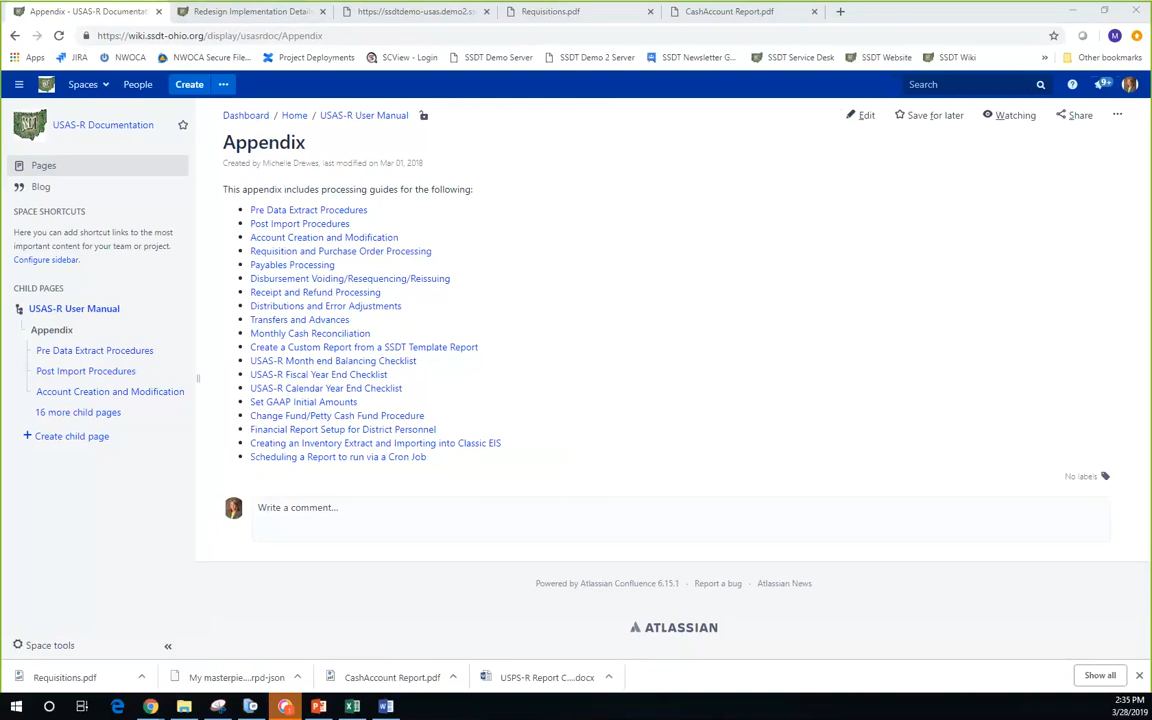 Appendix - USAS-R Documentati
Redesign Implementation Detail
https://ssdtdemo-usas.demo2.ss
Requisitions.pdf
CashAccount Report.pdf
https://wiki.ssdt-ohio.org/display/usasrdoc/Appendix
Apps
JIRA
NWOCA
NWOCA Secure File...
Project Deployments
SCView - Login
SSDT Demo Server
SSDT Demo 2 Server
SSDT Newsletter G...
SSDT Service Desk
SSDT Website
SSDT Wiki
»
Other bookmarks
Spaces
People
Create
Search
9+
USAS-R Documentation
Dashboard / Home / USAS-R User Manual
Edit
Save for later
Watching
Share
Pages
Blog
SPACE SHORTCUTS
Here you can add shortcut links to the most
important content for your team or project.
Configure sidebar.
CHILD PAGES
USAS-R User Manual
Appendix
Pre Data Extract Procedures
Post Import Procedures
Account Creation and Modification
16 more child pages
+ Create child page
Space tools
«
Appendix
Created by Michelle Drewes, last modified on Mar 01, 2018
This appendix includes processing guides for the following:
• Pre Data Extract Procedures
• Post Import Procedures
• Account Creation and Modification
• Requisition and Purchase Order Processing
• Payables Processing
• Disbursement Voiding/Resequencing/Reissuing
• Receipt and Refund Processing
• Distributions and Error Adjustments
• Transfers and Advances
• Monthly Cash Reconciliation
• Create a Custom Report from a SSDT Template Report
• USAS-R Month end Balancing Checklist
• USAS-R Fiscal Year End Checklist
• USAS-R Calendar Year End Checklist
• Set GAAP Initial Amounts
• Change Fund/Petty Cash Fund Procedure
• Financial Report Setup for District Personnel
• Creating an Inventory Extract and Importing into Classic EIS
• Scheduling a Report to run via a Cron Job
No labels
Write a comment...
Powered by Atlassian Confluence 6.15.1 · Report a bug · Atlassian News
ATLASSIAN
Requisitions.pdf
My masterpie....rpd-json
CashAccount Report.pdf
USPS-R Report C....docx
Show all
2:35 PM
3/28/2019